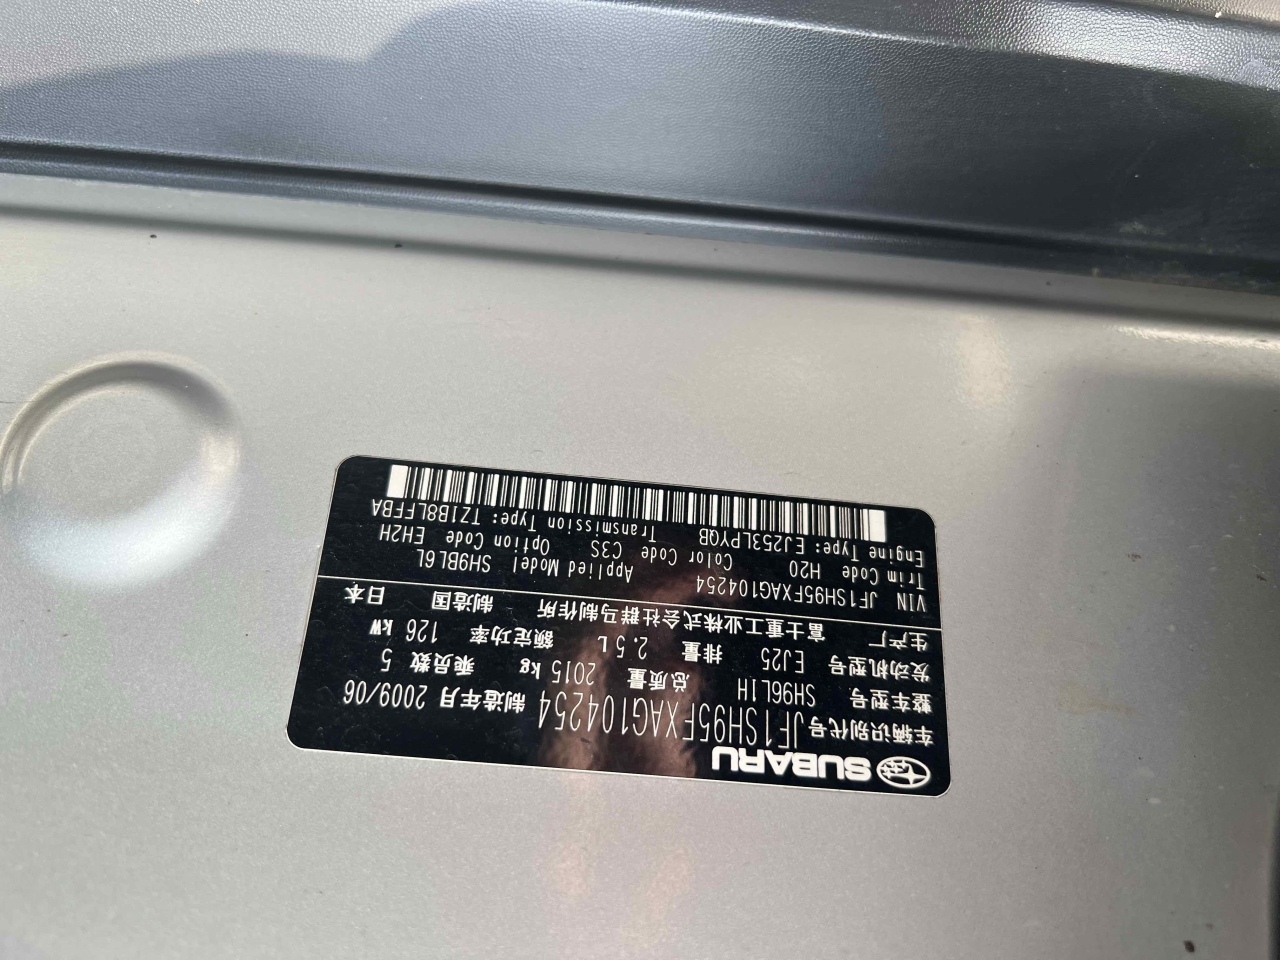 SUBARU
车辆识别代号 JF1SH95FXAG104254 制造年月 2009/06
整车型号 SH96L1H 总质量 2015 kg 乘员数 5
发动机型号 EJ25 排量 2.5 L 额定功率 126 kW
生产厂 富士重工业株式会社群马制作所 制造国 日本
VIN JF1SH95FXAG104254 Applied Model SH9BL6L
Trim Code H20 Color Code C3S Option Code EH2H
Engine Type: EJ253LPYQB Transmission Type: TZ1B8LFFBA